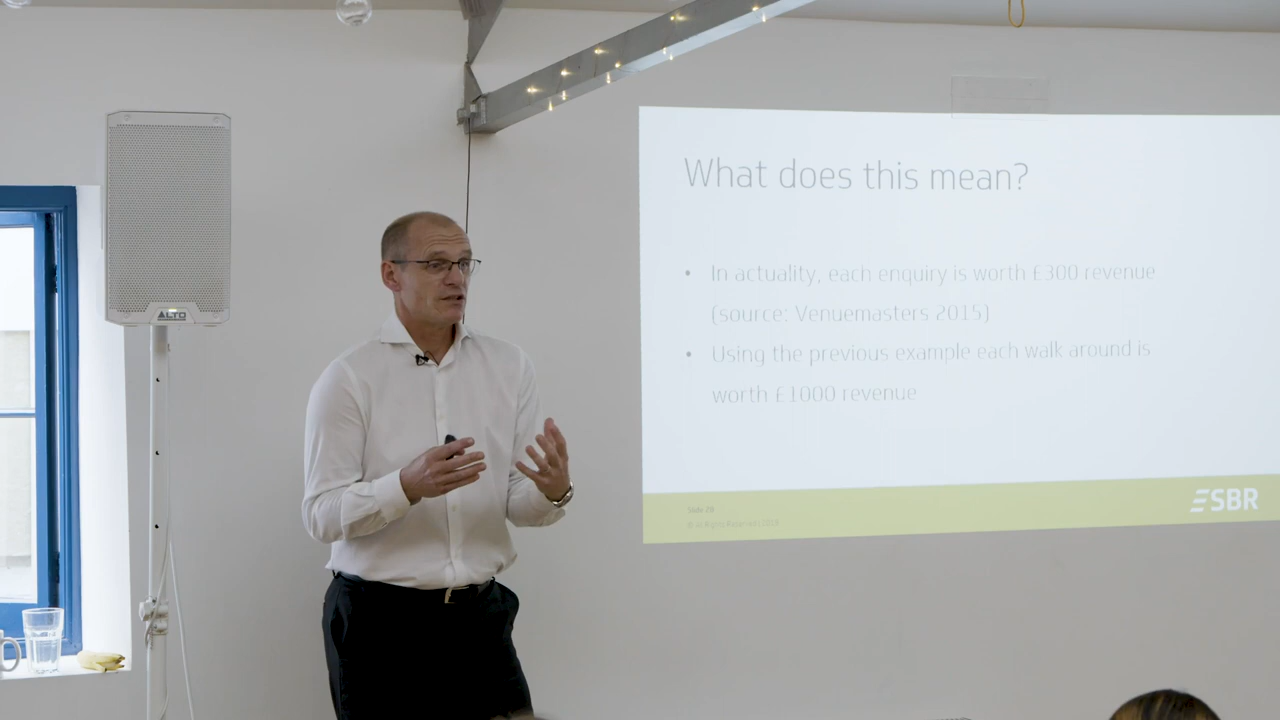 What does this mean?
• In actuality, each enquiry is worth £300 revenue
(source: Venuemasters 2015)
• Using the previous example each walk around is
worth £1000 revenue
SBR
ALTO